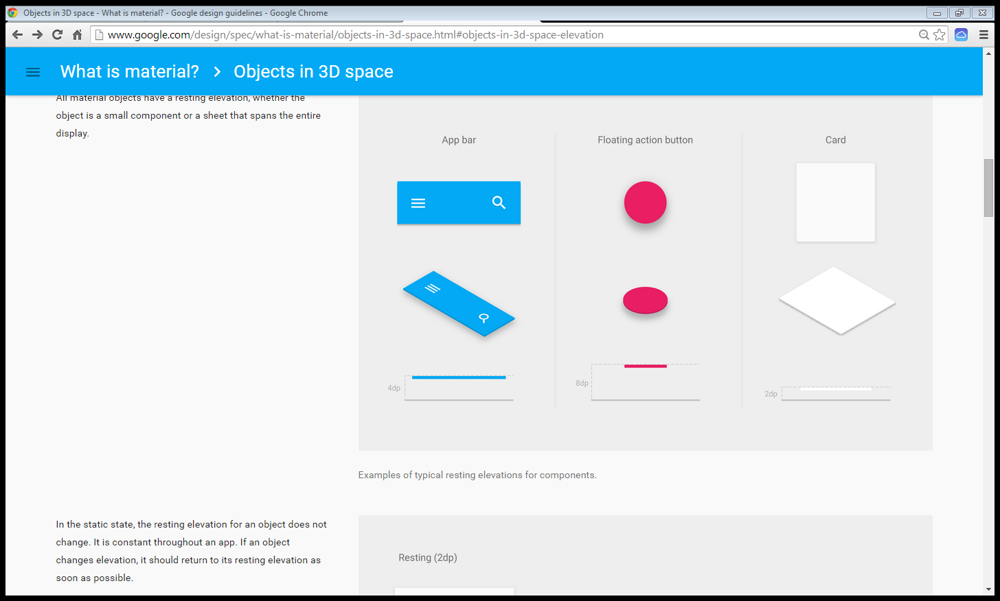 Objects in 3D space - What is material? - Google design guidelines - Google Chrome
www.google.com/design/spec/what-is-material/objects-in-3d-space.html#objects-in-3d-space-elevation
What is material? > Objects in 3D space
All material objects have a resting elevation, whether the
object is a small component or a sheet that spans the entire
display.
App bar
Floating action button
Card
4dp
8dp
2dp
Examples of typical resting elevations for components.
In the static state, the resting elevation for an object does not
change. It is constant throughout an app. If an object
changes elevation, it should return to its resting elevation as
soon as possible.
Resting (2dp)